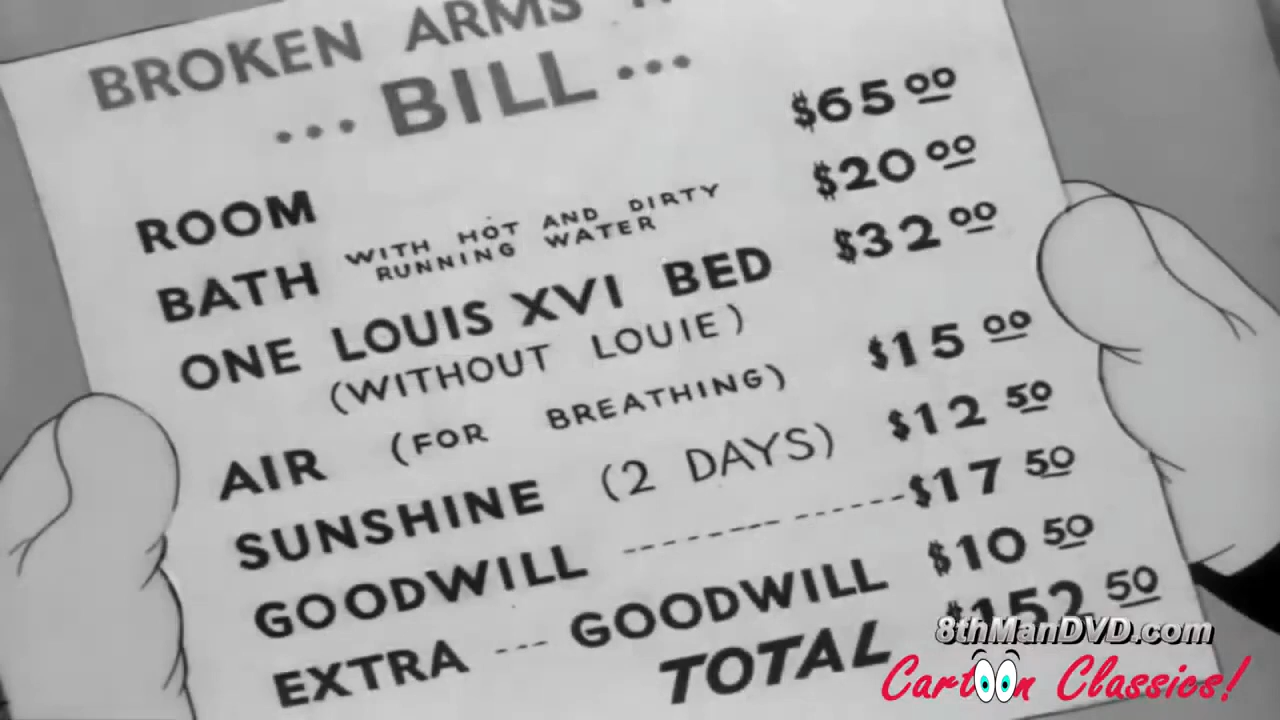 BROKEN ARMS
... BILL ...
ROOM $65 00
BATH WITH HOT AND DIRTY RUNNING WATER $20 00
ONE LOUIS XVI BED $32 00
(WITHOUT LOUIE)
AIR (FOR BREATHING) $15 00
SUNSHINE (2 DAYS) $12 50
GOODWILL ---------- $17 50
EXTRA --- GOODWILL $10 50
TOTAL $152 50
8thManDVD.com
Cartoon Classics!